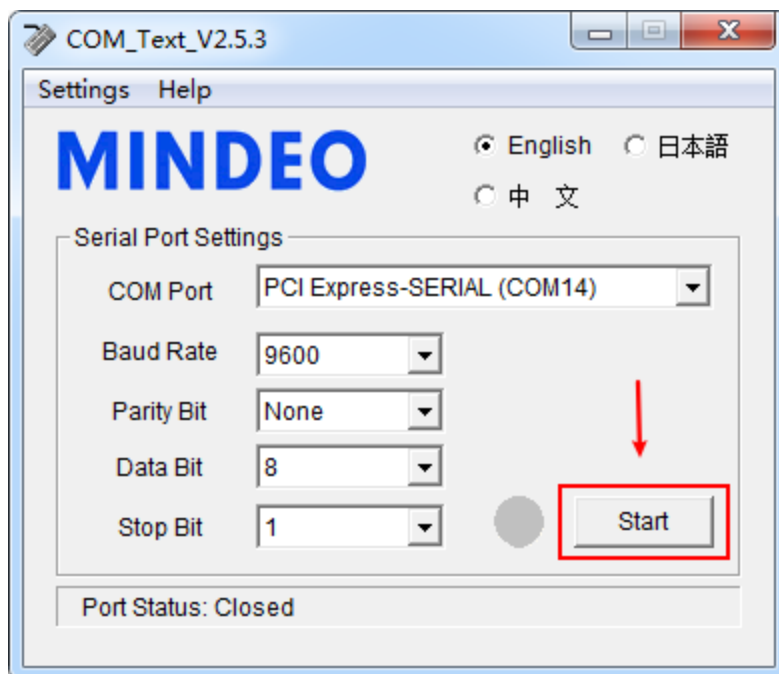 COM_Text_V2.5.3
Settings Help
MINDEO
English 日本語
中 文
Serial Port Settings
COM Port PCI Express-SERIAL (COM14)
Baud Rate 9600
Parity Bit None
Data Bit 8
Stop Bit 1
Start
Port Status: Closed